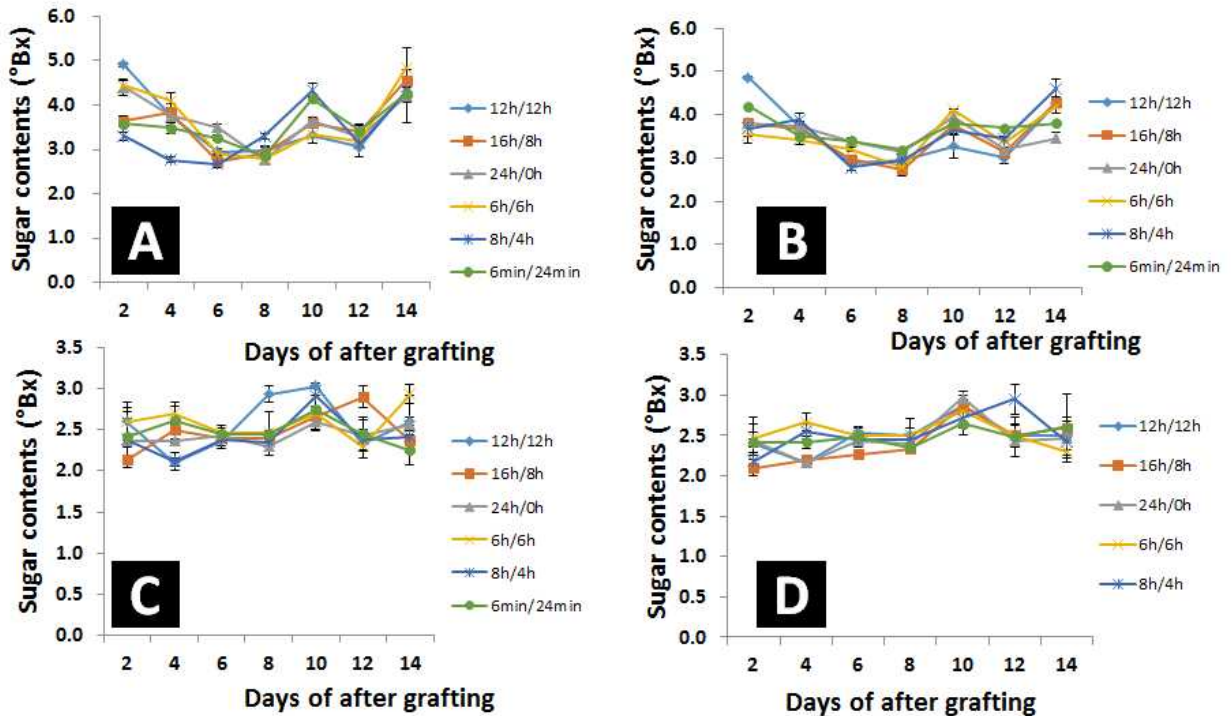 Sugar contents (°Bx)
6.0
5.0
4.0
3.0
2.0
1.0
0.0
A
2 4 6 8 10 12 14
Days of after grafting
12h/12h
16h/8h
24h/0h
6h/6h
8h/4h
6min/24min
Sugar contents (°Bx)
6.0
5.0
4.0
3.0
2.0
1.0
0.0
B
2 4 6 8 10 12 14
Days of after grafting
12h/12h
16h/8h
24h/0h
6h/6h
8h/4h
6min/24min
Sugar contents (°Bx)
3.5
3.0
2.5
2.0
1.5
1.0
0.5
0.0
C
2 4 6 8 10 12 14
Days of after grafting
12h/12h
16h/8h
24h/0h
6h/6h
8h/4h
6min/24min
Sugar contents (°Bx)
3.5
3.0
2.5
2.0
1.5
1.0
0.5
0.0
D
2 4 6 8 10 12 14
Days of after grafting
12h/12h
16h/8h
24h/0h
6h/6h
8h/4h